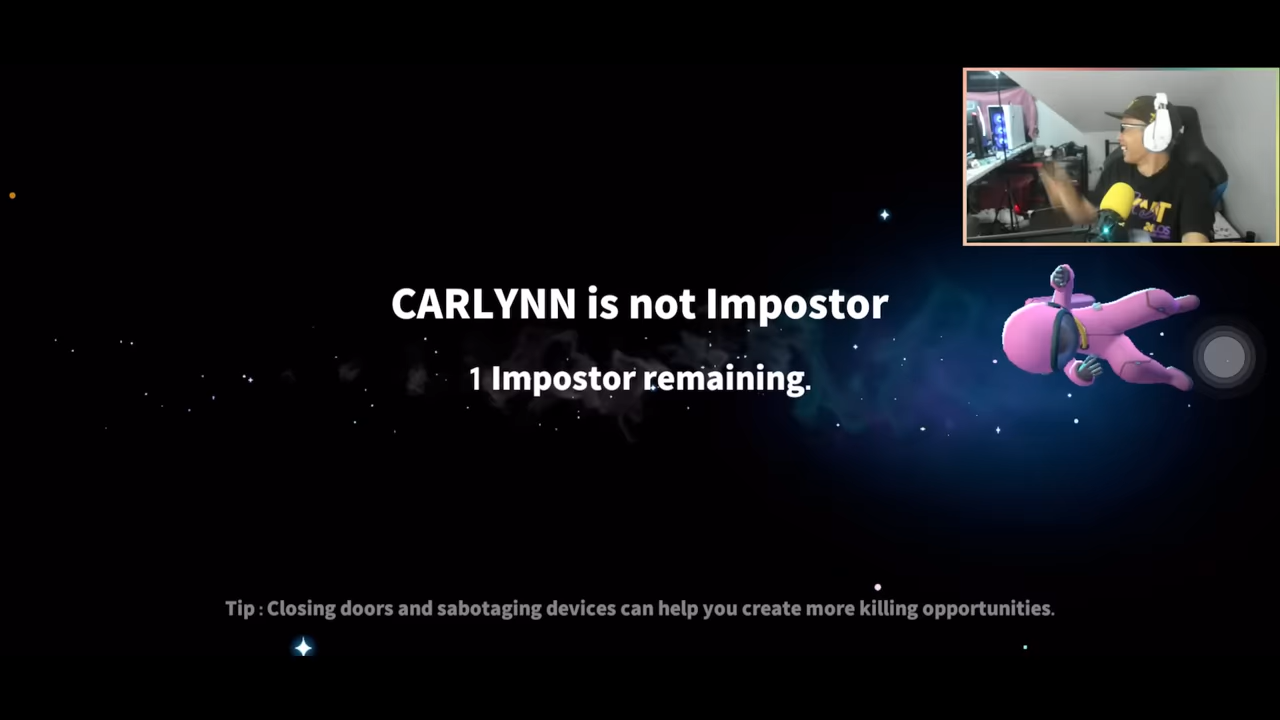 CARLYNN is not Impostor
1 Impostor remaining.
Tip : Closing doors and sabotaging devices can help you create more killing opportunities.